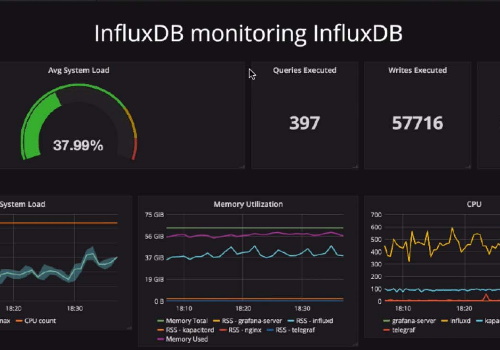 InfluxDB monitoring InfluxDB
Avg System Load
Queries Executed
Writes Executed
37.99%
397
57716
System Load
18:20
18:30
max
CPU count
Memory Utilization
75 GiB
56 GiB
37 GiB
19 GiB
0 B
18:10
18:20
18:30
Memory Total
RSS - grafana-server
RSS - influxd
RSS - kapacitord
RSS - nginx
RSS - telegraf
Memory Used
CPU
700
600
500
400
300
200
100
0
18:10
18:20
grafana-server
influxd
kapa
telegraf